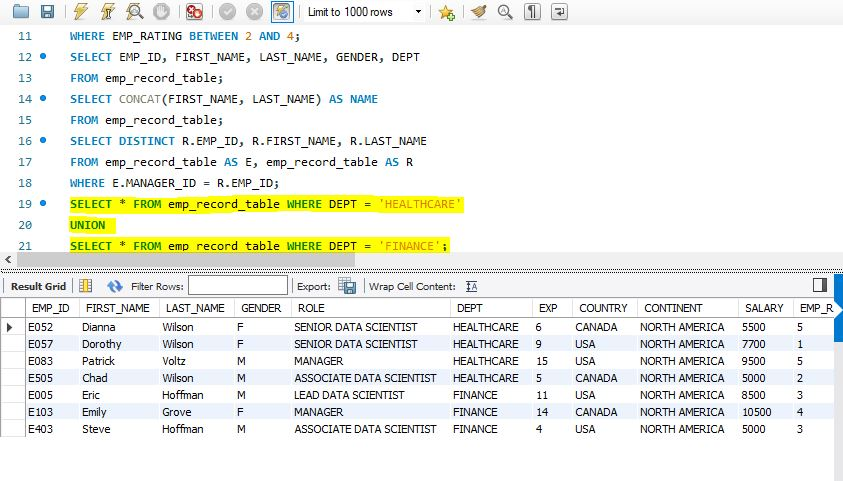 Limit to 1000 rows
11 WHERE EMP_RATING BETWEEN 2 AND 4;
12 SELECT EMP_ID, FIRST_NAME, LAST_NAME, GENDER, DEPT
13 FROM emp_record_table;
14 SELECT CONCAT(FIRST_NAME, LAST_NAME) AS NAME
15 FROM emp_record_table;
16 SELECT DISTINCT R.EMP_ID, R.FIRST_NAME, R.LAST_NAME
17 FROM emp_record_table AS E, emp_record_table AS R
18 WHERE E.MANAGER_ID = R.EMP_ID;
19 SELECT * FROM emp_record_table WHERE DEPT = 'HEALTHCARE'
20 UNION
21 SELECT * FROM emp_record_table WHERE DEPT = 'FINANCE';
Result Grid Filter Rows: Export: Wrap Cell Content:
EMP_ID FIRST_NAME LAST_NAME GENDER ROLE DEPT EXP COUNTRY CONTINENT SALARY EMP_R
E052 Dianna Wilson F SENIOR DATA SCIENTIST HEALTHCARE 6 CANADA NORTH AMERICA 5500 5
E057 Dorothy Wilson F SENIOR DATA SCIENTIST HEALTHCARE 9 USA NORTH AMERICA 7700 1
E083 Patrick Voltz M MANAGER HEALTHCARE 15 USA NORTH AMERICA 9500 5
E505 Chad Wilson M ASSOCIATE DATA SCIENTIST HEALTHCARE 5 CANADA NORTH AMERICA 5000 2
E005 Eric Hoffman M LEAD DATA SCIENTIST FINANCE 11 USA NORTH AMERICA 8500 3
E103 Emily Grove F MANAGER FINANCE 14 CANADA NORTH AMERICA 10500 4
E403 Steve Hoffman M ASSOCIATE DATA SCIENTIST FINANCE 4 USA NORTH AMERICA 5000 3